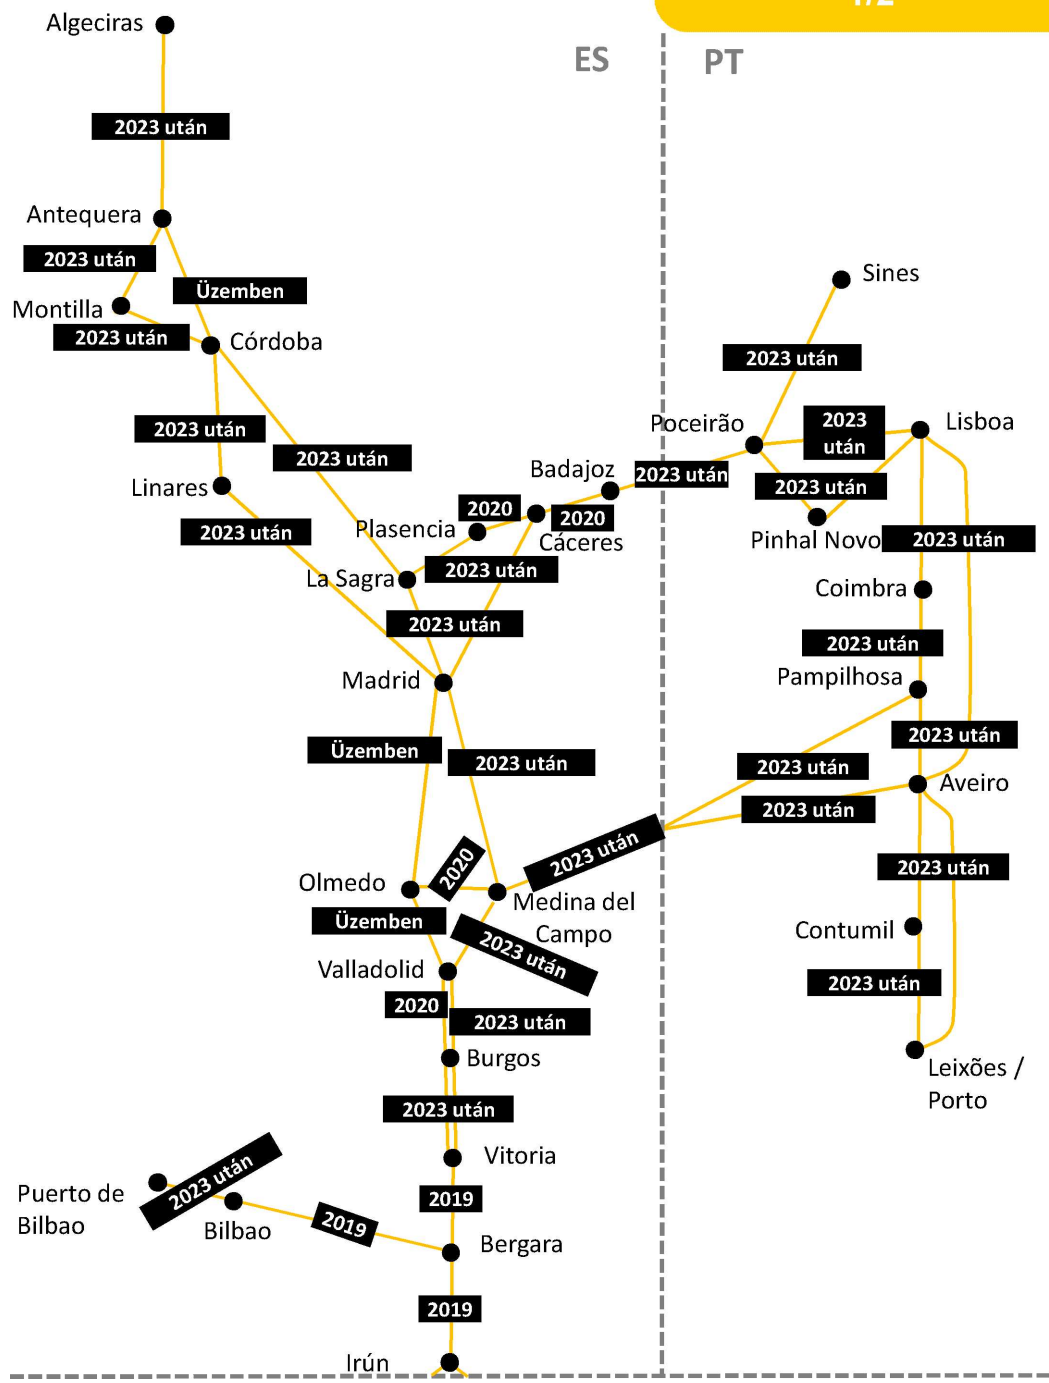 1/2
Algeciras
ES
PT
2023 után
Antequera
2023 után
Üzemben
Sines
Montilla
2023 után
Córdoba
2023 után
2023 után
2023
után
Lisboa
Poceirão
2023 után
Badajoz
2023 után
2023 után
Linares
2020
2020
Plasencia
Cáceres
2023 után
Pinhal Novo
2023 után
La Sagra
2023 után
Coimbra
2023 után
2023 után
Madrid
Pampilhosa
Üzemben
2023 után
2023 után
2023 után
Aveiro
2023 után
2023 után
2020
2023 után
Olmedo
Medina del
Campo
Üzemben
2023 után
Contumil
Valladolid
2023 után
2020
2023 után
Burgos
Leixões /
Porto
2023 után
Vitoria
2023 után
Puerto de
Bilbao
2019
Bilbao
2019
Bergara
2019
Irún